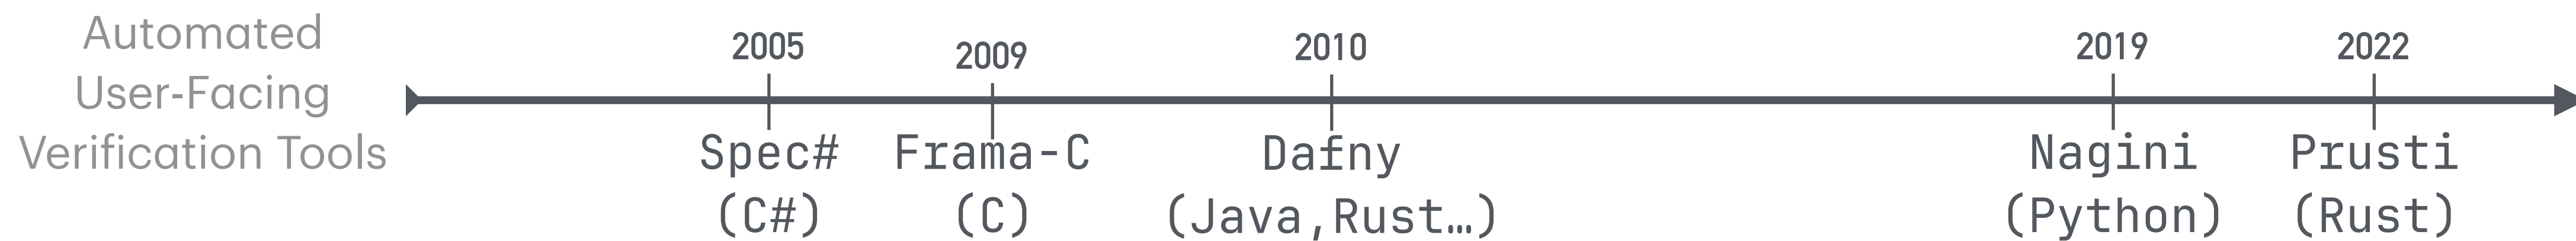 Automated
User-Facing
Verification Tools
2005
Spec#
(C#)
2009
Frama-C
(C)
2010
Dafny
(Java,Rust…)
2019
Nagini
(Python)
2022
Prusti
(Rust)